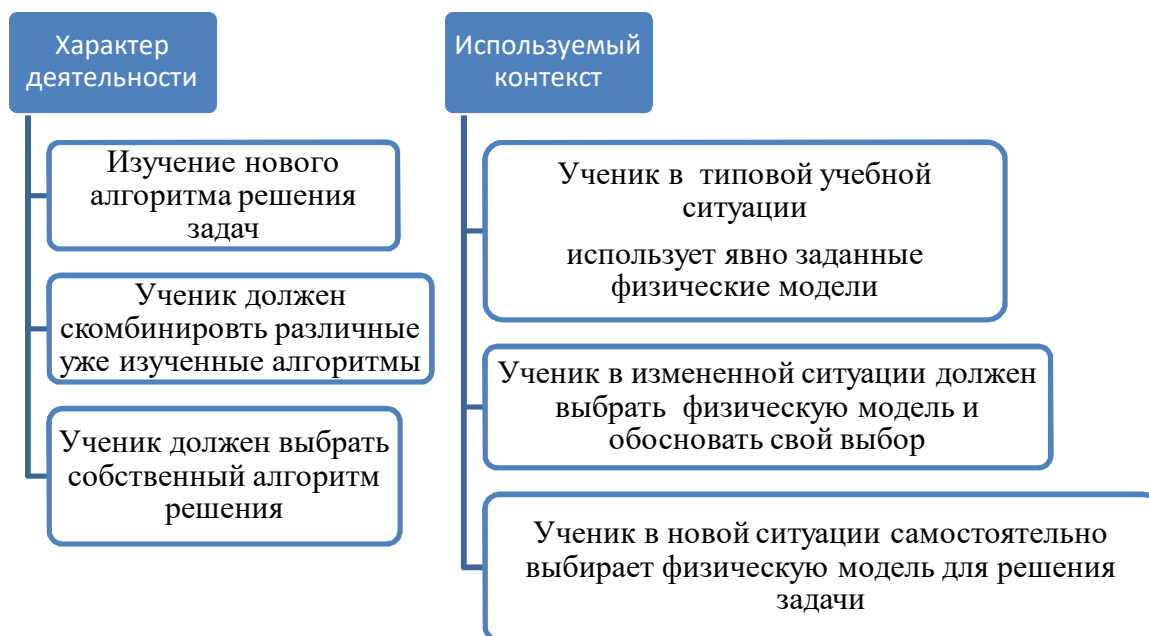 Характер
деятельности
Изучение нового
алгоритма решения
задач
Ученик должен
скомбинировть различные
уже изученные алгоритмы
Ученик должен выбрать
собственный алгоритм
решения
Используемый
контекст
Ученик в типовой учебной
ситуации
использует явно заданные
физические модели
Ученик в измененной ситуации должен
выбрать физическую модель и
обосновать свой выбор
Ученик в новой ситуации самостоятельно
выбирает физическую модель для решения
задачи